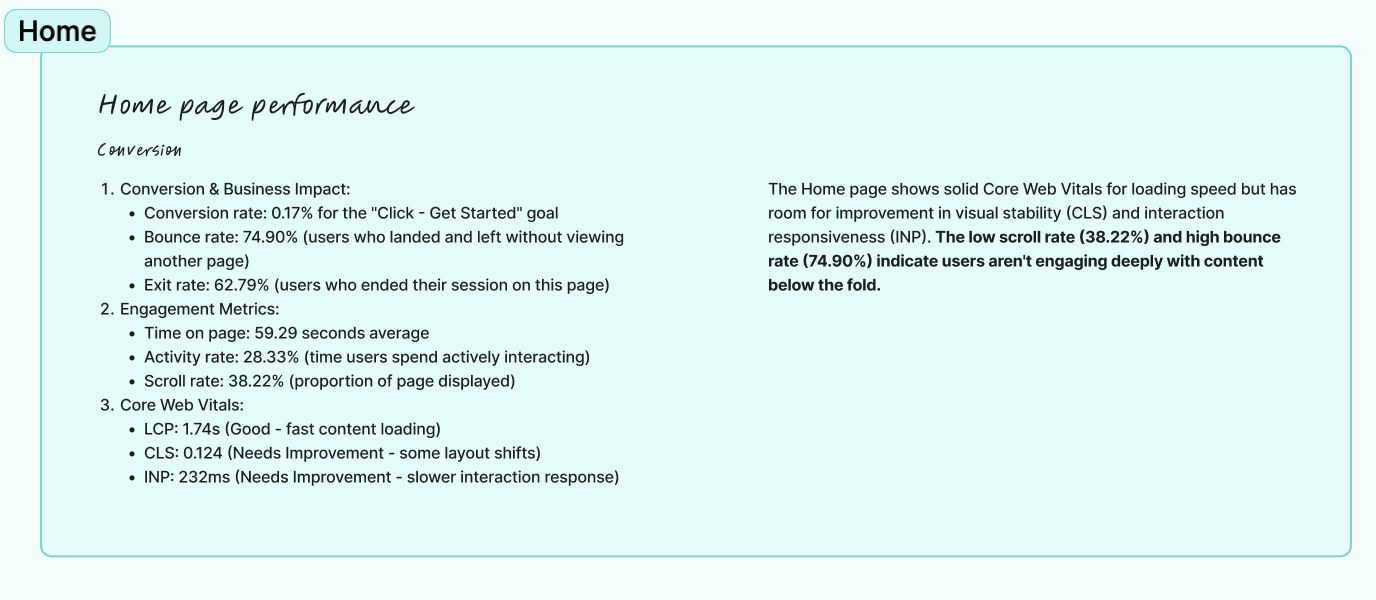 Home
Home page performance
Conversion
1. Conversion & Business Impact:
• Conversion rate: 0.17% for the "Click - Get Started" goal
• Bounce rate: 74.90% (users who landed and left without viewing
another page)
• Exit rate: 62.79% (users who ended their session on this page)
2. Engagement Metrics:
• Time on page: 59.29 seconds average
• Activity rate: 28.33% (time users spend actively interacting)
• Scroll rate: 38.22% (proportion of page displayed)
3. Core Web Vitals:
• LCP: 1.74s (Good - fast content loading)
• CLS: 0.124 (Needs Improvement - some layout shifts)
• INP: 232ms (Needs Improvement - slower interaction response)
The Home page shows solid Core Web Vitals for loading speed but has
room for improvement in visual stability (CLS) and interaction
responsiveness (INP). The low scroll rate (38.22%) and high bounce
rate (74.90%) indicate users aren't engaging deeply with content
below the fold.